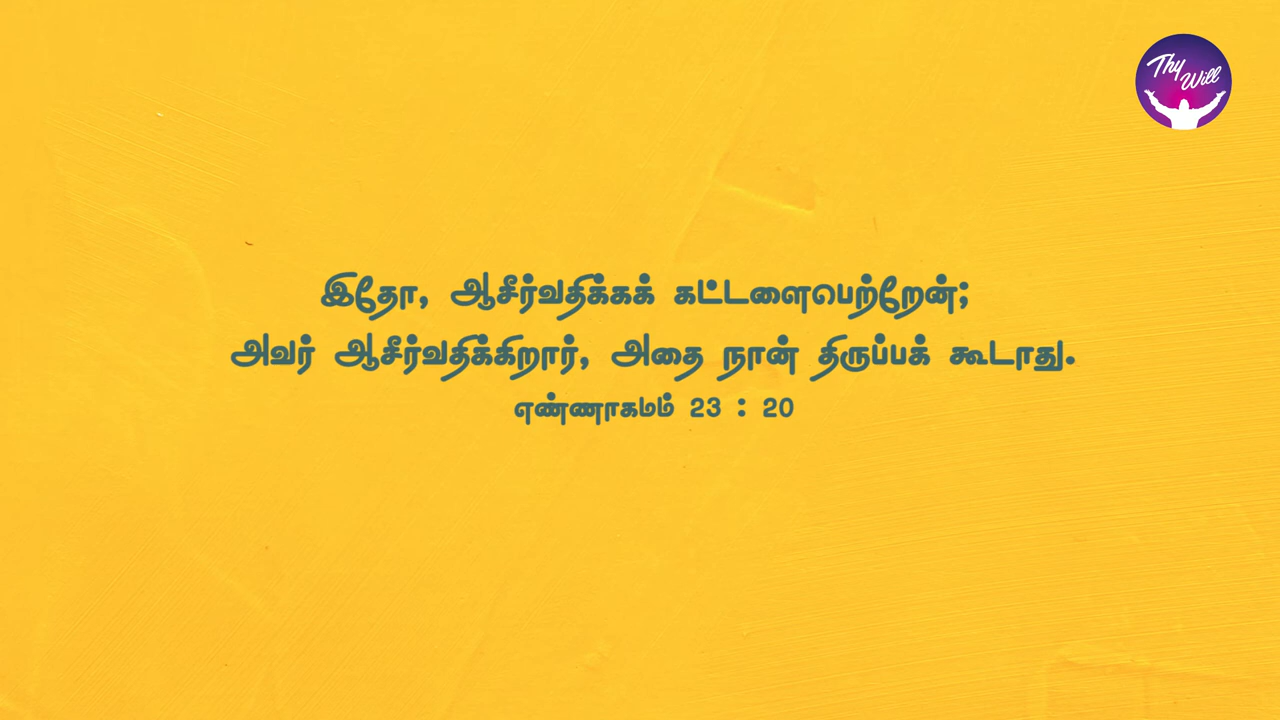 Thy
Will
இதோ, ஆசீர்வதிக்கக் கட்டளைபெற்றேன்;
அவர் ஆசீர்வதிக்கிறார், அதை நான் திருப்பக் கூடாது.
எண்ணாகமம் 23 : 20